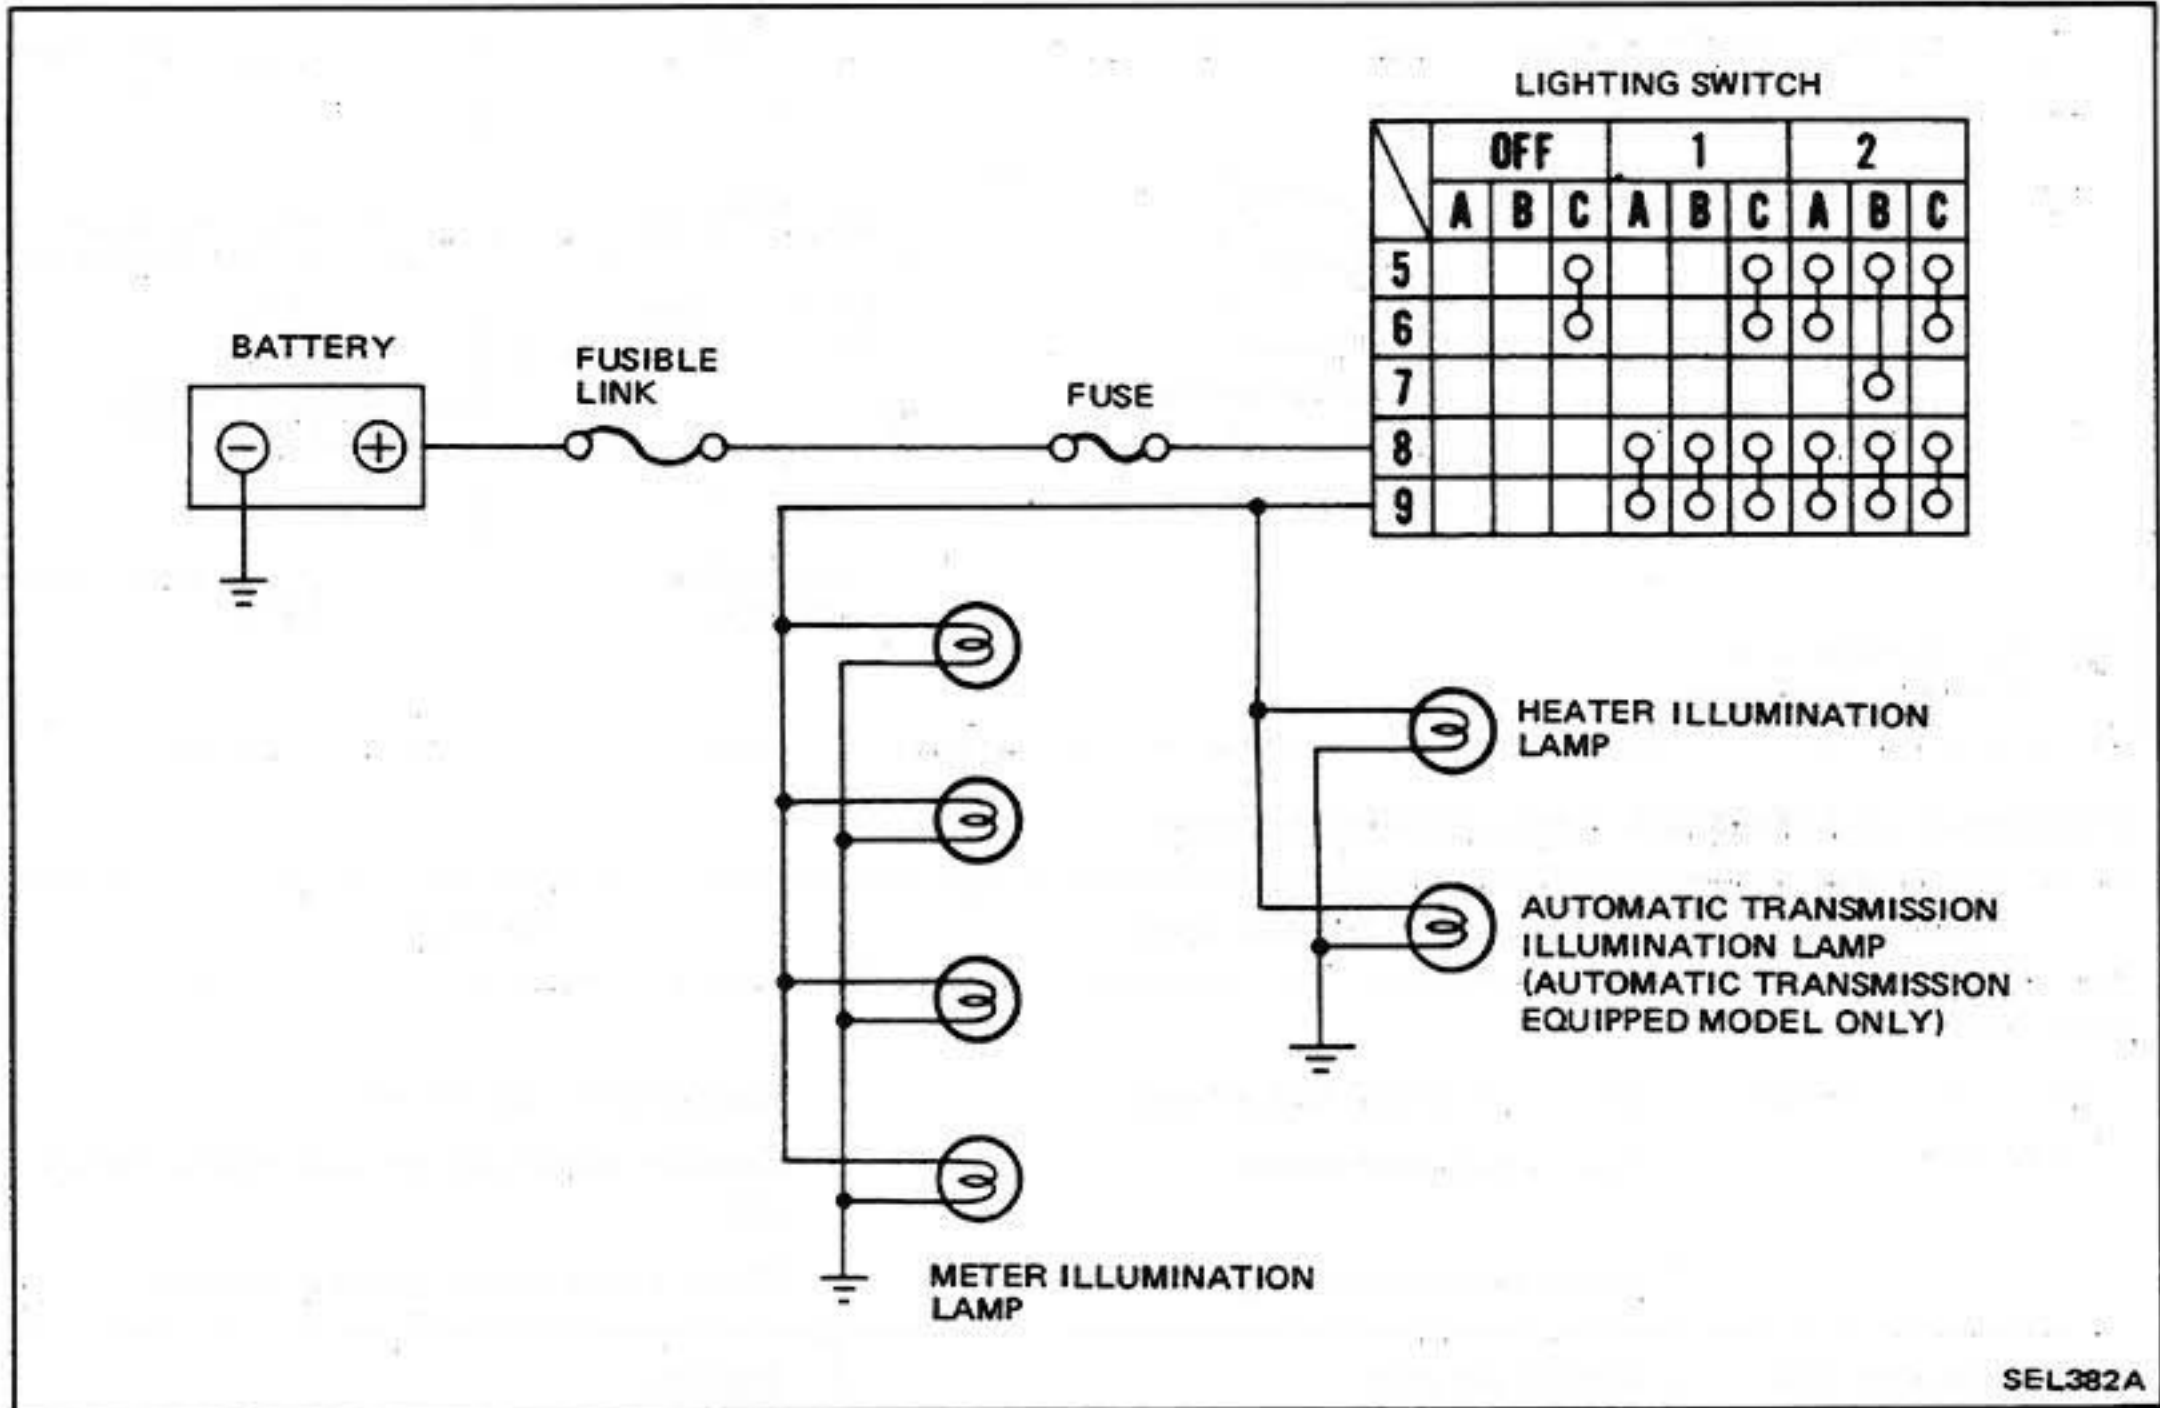 LIGHTING SWITCH
OFF 1 2
A B C A B C A B C
5
6
7
8
9
BATTERY
FUSIBLE
LINK
FUSE
HEATER ILLUMINATION
LAMP
AUTOMATIC TRANSMISSION
ILLUMINATION LAMP
(AUTOMATIC TRANSMISSION
EQUIPPED MODEL ONLY)
METER ILLUMINATION
LAMP
SEL382A